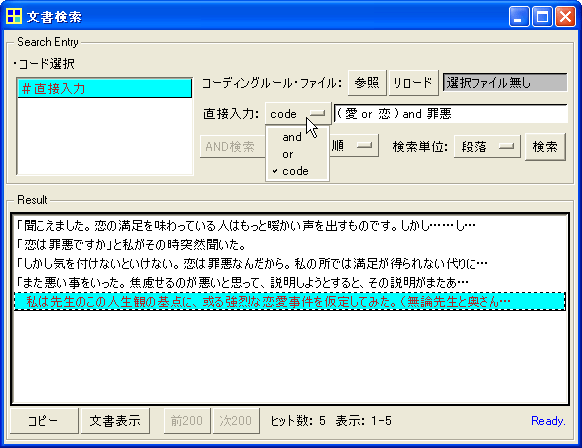 文書検索
Search Entry
・コード選択
＃直接入力
コーディングルール・ファイル: 参照 リロード 選択ファイル無し
直接入力: code ( 愛 or 恋 ) and 罪悪
and
or
✓ code
AND検索 順 検索単位: 段落 検索
Result
「聞こえました。恋の満足を味わっている人はもっと暖かい声を出すものです。しかし……し…
「恋は罪悪ですか」と私がその時突然聞いた。
「しかし気を付けないといけない。恋は罪悪なんだから。私の所では満足が得られない代りに…
「また悪い事をいった。焦慮せるのが悪いと思って、説明しようとすると、その説明がまたあ…
私は先生のこの人生観の基点に、或る強烈な恋愛事件を仮定してみた。（無論先生と奥さん…
コピー 文書表示 前200 次200 ヒット数: 5 表示: 1-5 Ready.